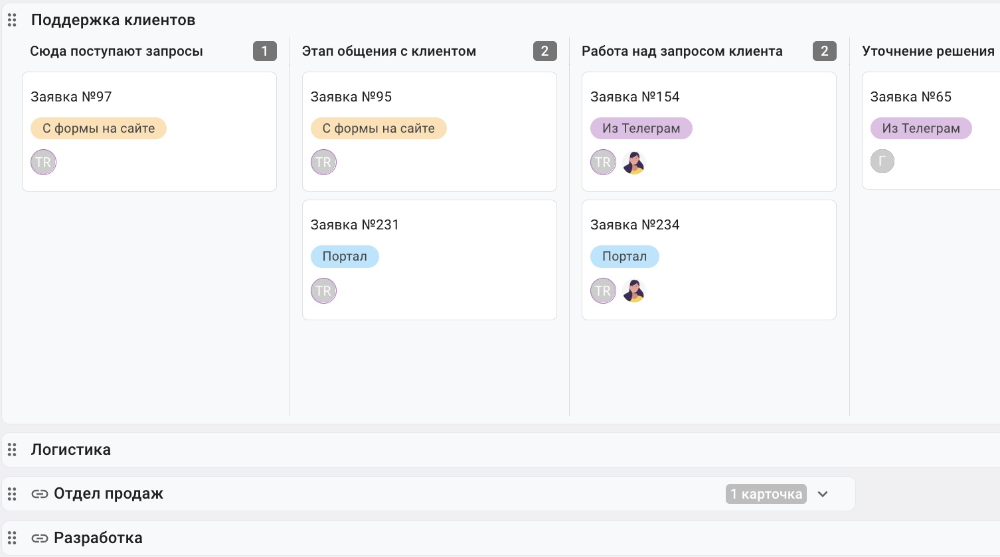 Поддержка клиентов
Сюда поступают запросы 1
Заявка №97
С формы на сайте
TR
Этап общения с клиентом 2
Заявка №95
С формы на сайте
TR
Заявка №231
Портал
TR
Работа над запросом клиента 2
Заявка №154
Из Телеграм
TR
Заявка №234
Портал
TR
Уточнение решения
Заявка №65
Из Телеграм
Г
Логистика
Отдел продаж 1 карточка
Разработка